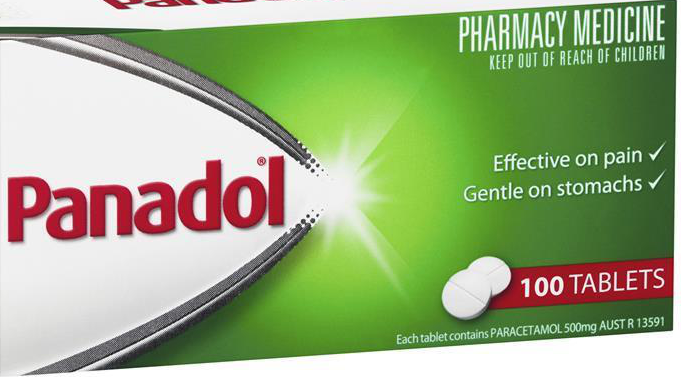 Panadol
PHARMACY MEDICINE
KEEP OUT OF REACH OF CHILDREN
Panadol®
Effective on pain ✓
Gentle on stomachs ✓
100 TABLETS
Each tablet contains PARACETAMOL 500mg AUST R 13591